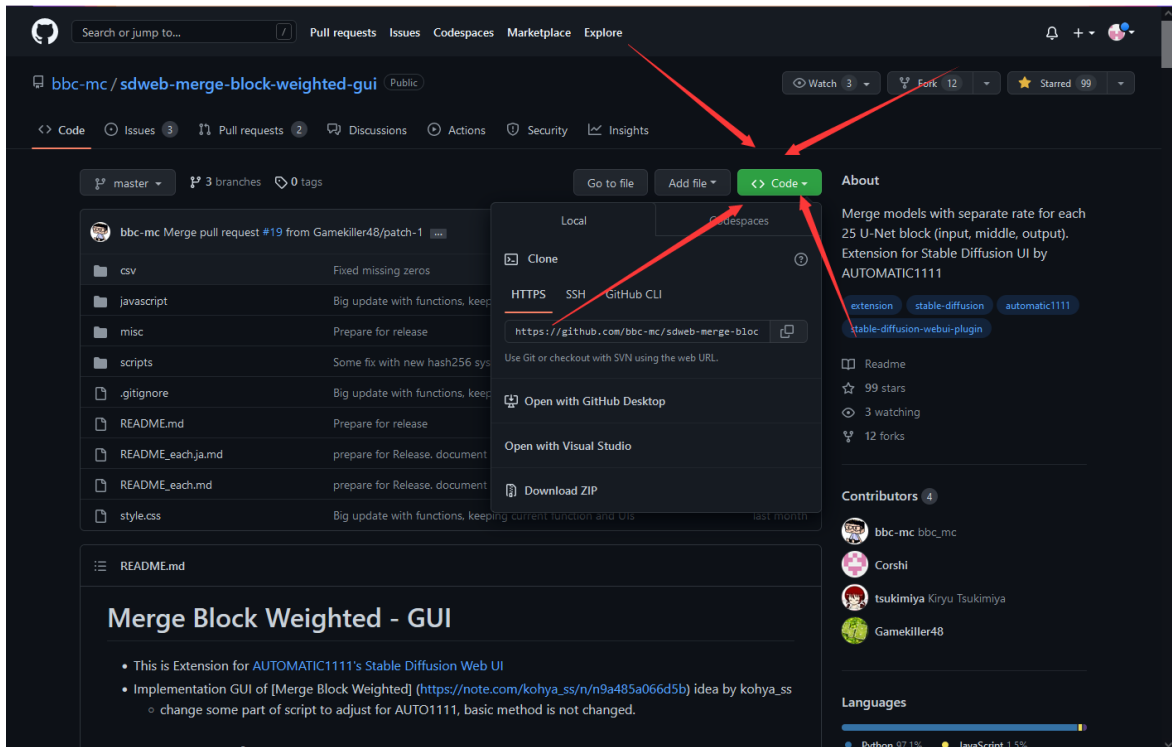 Search or jump to... / Pull requests Issues Codespaces Marketplace Explore
bbc-mc / sdweb-merge-block-weighted-gui Public
Watch 3 Fork 12 Starred 99
Code Issues 3 Pull requests 2 Discussions Actions Security Insights
master 3 branches 0 tags Go to file Add file Code
Local Codespaces
Clone
HTTPS SSH GitHub CLI
https://github.com/bbc-mc/sdweb-merge-bloc
Use Git or checkout with SVN using the web URL.
Open with GitHub Desktop
Open with Visual Studio
Download ZIP
bbc-mc Merge pull request #19 from Gamekiller48/patch-1 ...
csv Fixed missing zeros
javascript Big update with functions, keep
misc Prepare for release
scripts Some fix with new hash256 sys
.gitignore Big update with functions, keep
README.md Prepare for release
README_each.ja.md prepare for Release. document
README_each.md prepare for Release. document
style.css Big update with functions, keeping current function and UIs last month
README.md
Merge Block Weighted - GUI
• This is Extension for AUTOMATIC1111's Stable Diffusion Web UI
• Implementation GUI of [Merge Block Weighted] (https://note.com/kohya_ss/n/n9a485a066d5b) idea by kohya_ss
◦ change some part of script to adjust for AUTO1111, basic method is not changed.
About
Merge models with separate rate for each
25 U-Net block (input, middle, output).
Extension for Stable Diffusion UI by
AUTOMATIC1111
extension stable-diffusion automatic1111
stable-diffusion-webui-plugin
Readme
99 stars
3 watching
12 forks
Contributors 4
bbc-mc bbc_mc
Corshi
tsukimiya Kiryu Tsukimiya
Gamekiller48
Languages
Python 97.1% JavaScript 1.5%